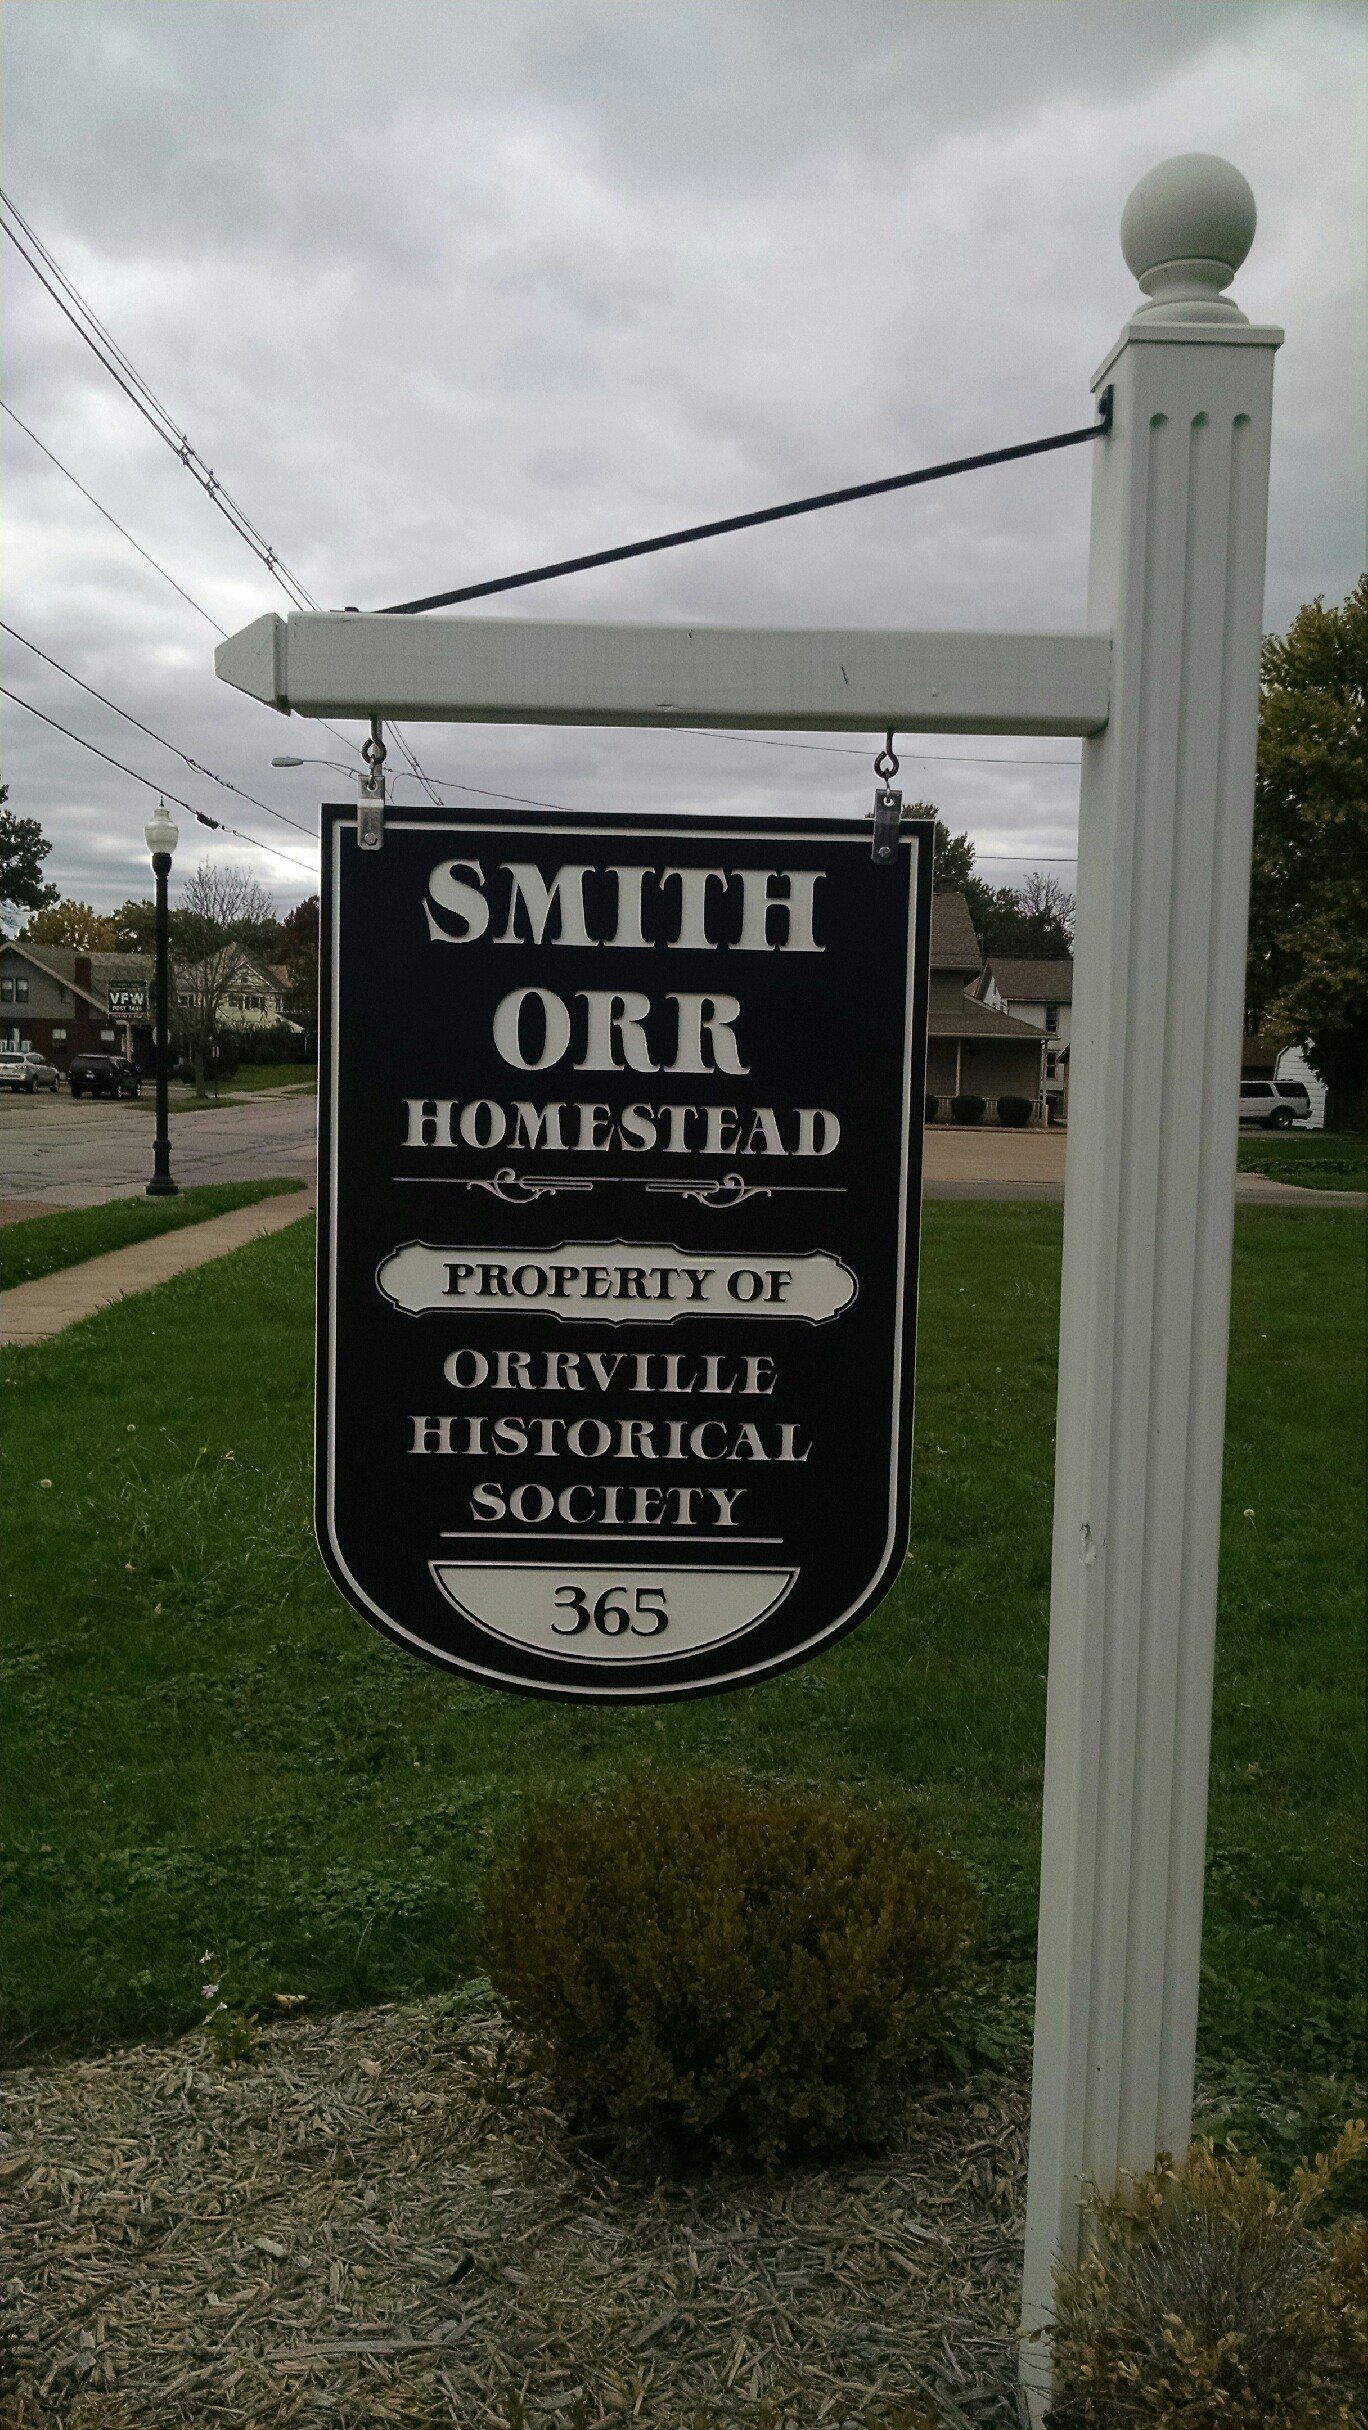 SMITH
ORR
HOMESTEAD
PROPERTY OF
ORRVILLE
HISTORICAL
SOCIETY
365
VFW